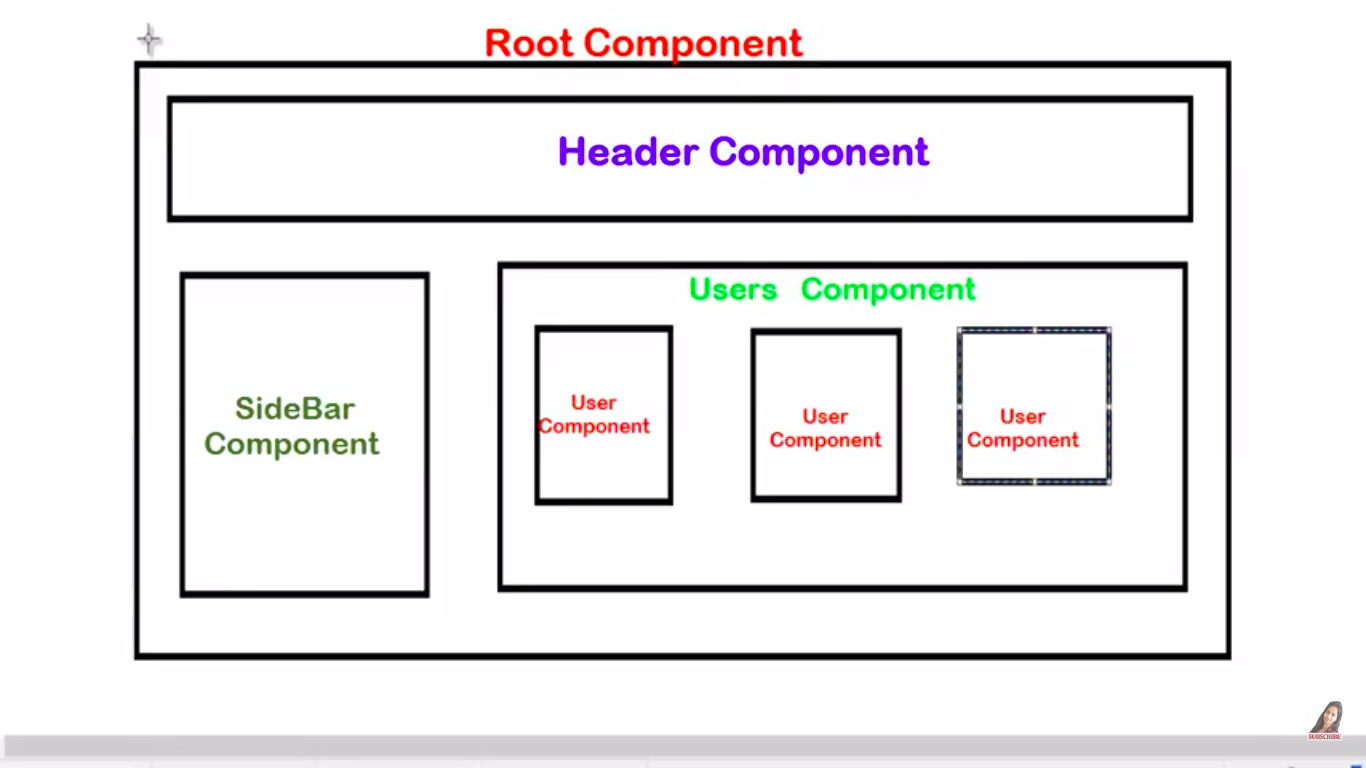 Root Component
Header Component
Users Component
SideBar
Component
User
Component
User
Component
User
Component
SUBSCRIBE